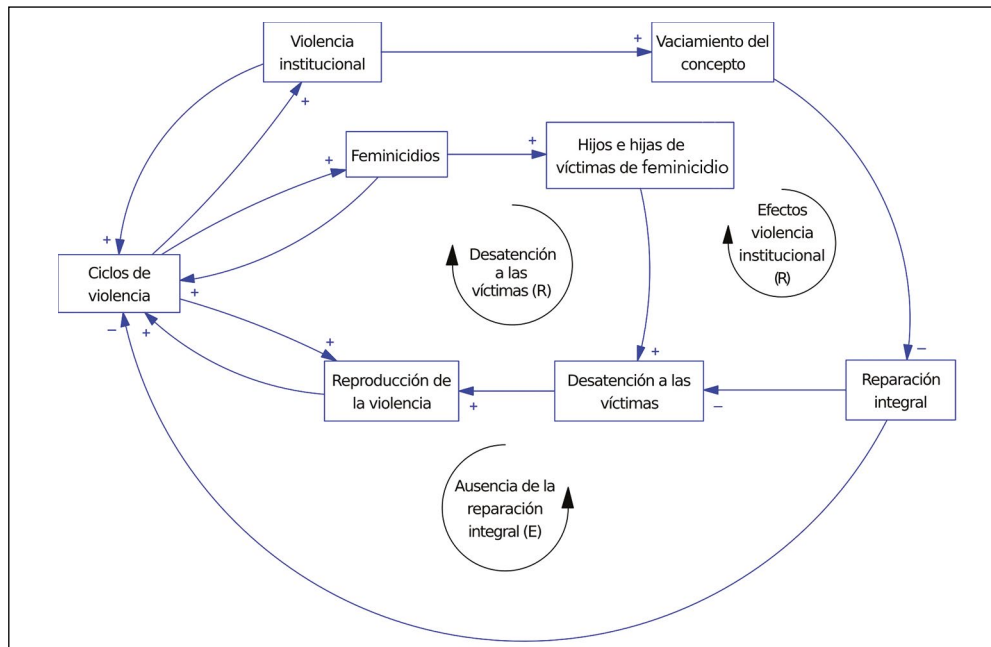 Violencia
institucional
+
Vaciamiento del
concepto
+
Feminicidios
+
+
Hijos e hijas de
víctimas de feminicidio
Efectos
violencia
institucional
(R)
Desatención
a las
víctimas (R)
+
Ciclos de
violencia
+
−
+
+
Reproducción de
la violencia
+
Desatención a las
víctimas
+
−
Reparación
integral
−
Ausencia de la
reparación
integral (E)